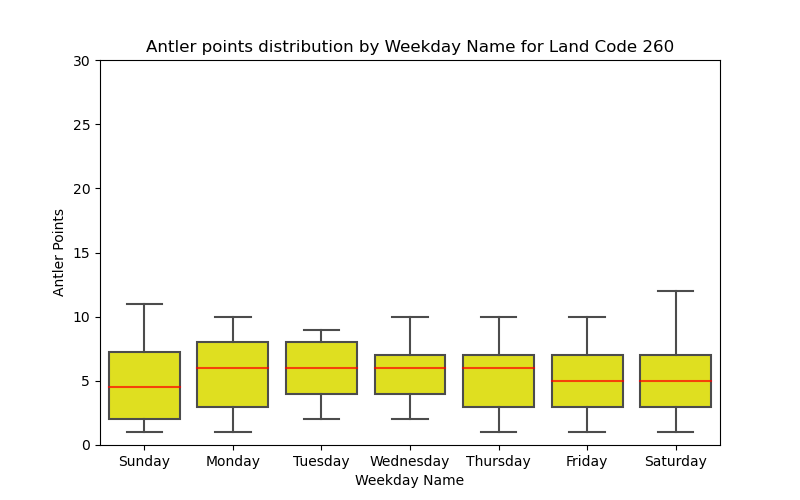 Antler points distribution by Weekday Name for Land Code 260
30
25
20
15
10
5
0
Antler Points
Sunday Monday Tuesday Wednesday Thursday Friday Saturday
Weekday Name